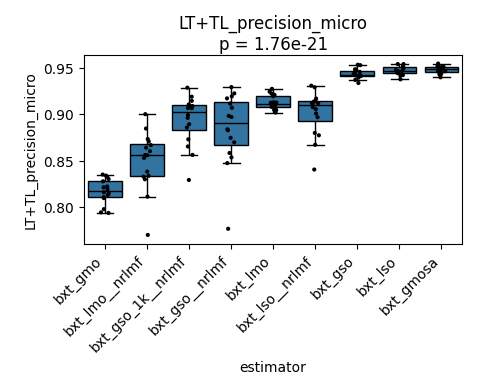 LT+TL_precision_micro
p = 1.76e-21
LT+TL_precision_micro
0.95
0.90
0.85
0.80
bxt_gmo
bxt_lmo__nrlmf
bxt_gso_1k__nrlmf
bxt_gso__nrlmf
bxt_lmo
bxt_lso__nrlmf
bxt_gso
bxt_lso
bxt_gmosa
estimator